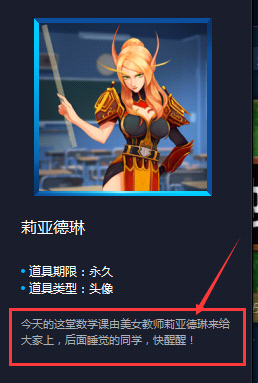 莉亚德琳
道具期限：永久
道具类型：头像
今天的这堂数学课由美女教师莉亚德琳来给
大家上，后面睡觉的同学，快醒醒！